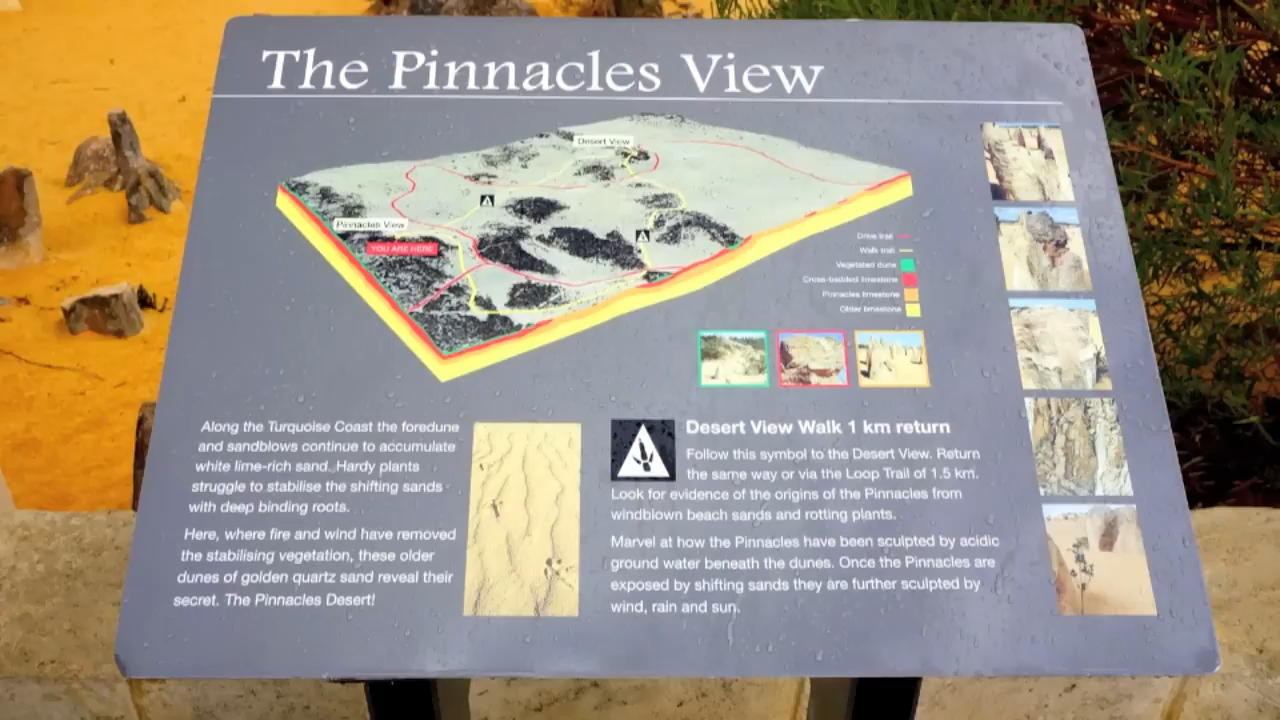 The Pinnacles View
Desert View
Pinnacles View
YOU ARE HERE
Drive trail
Walk trail
Vegetated dune
Cross-bedded limestone
Pinnacles limestone
Older limestone
Along the Turquoise Coast the foredune
and sandblows continue to accumulate
white lime-rich sand. Hardy plants
struggle to stabilise the shifting sands
with deep binding roots.
Here, where fire and wind have removed
the stabilising vegetation, these older
dunes of golden quartz sand reveal their
secret. The Pinnacles Desert!
Desert View Walk 1 km return
Follow this symbol to the Desert View. Return
the same way or via the Loop Trail of 1.5 km.
Look for evidence of the origins of the Pinnacles from
windblown beach sands and rotting plants.
Marvel at how the Pinnacles have been sculpted by acidic
ground water beneath the dunes. Once the Pinnacles are
exposed by shifting sands they are further sculpted by
wind, rain and sun.